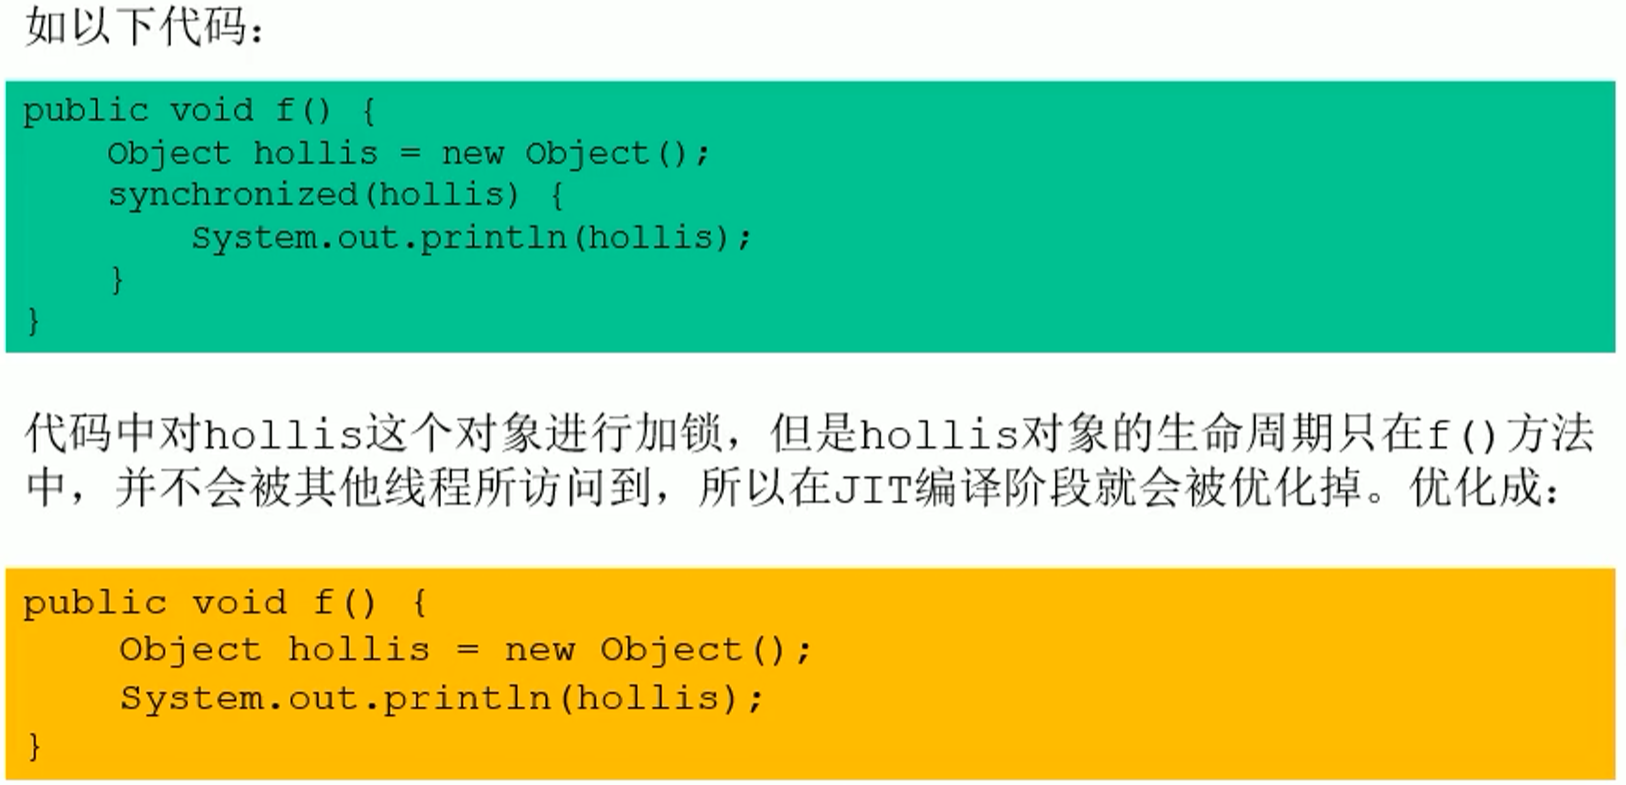 如以下代码：
public void f() {
    Object hollis = new Object();
    synchronized(hollis) {
        System.out.println(hollis);
    }
}
代码中对hollis这个对象进行加锁，但是hollis对象的生命周期只在f()方法
中，并不会被其他线程所访问到，所以在JIT编译阶段就会被优化掉。优化成：
public void f() {
    Object hollis = new Object();
    System.out.println(hollis);
}